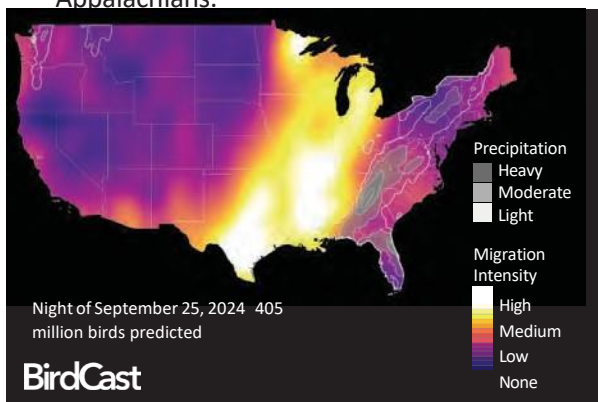 Appalachians.
Precipitation
Heavy
Moderate
Light
Migration
Intensity
High
Medium
Low
None
Night of September 25, 2024 405
million birds predicted
BirdCast